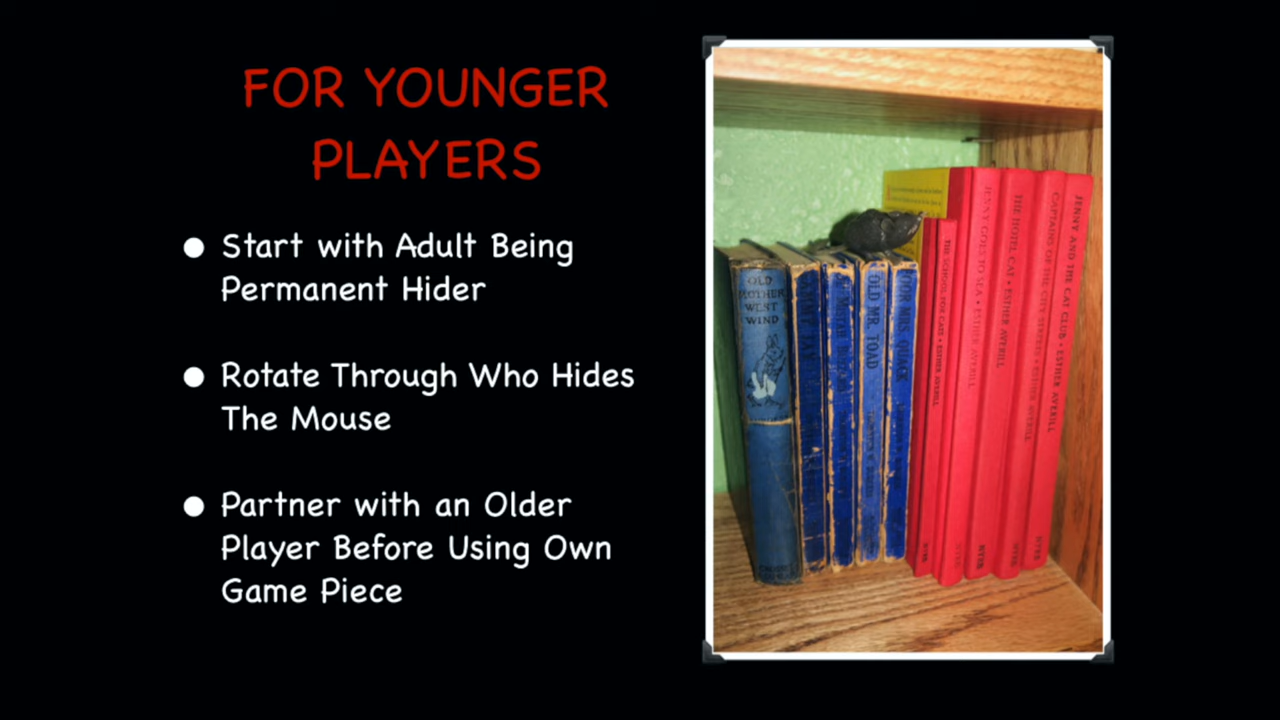 FOR YOUNGER
PLAYERS
● Start with Adult Being
Permanent Hider
● Rotate Through Who Hides
The Mouse
● Partner with an Older
Player Before Using Own
Game Piece
OLD
MOTHER
WEST
WIND
OLD MR. TOAD
POOR MRS. QUACK
THE SCHOOL FOR CATS • ESTHER AVERILL
JENNY GOES TO SEA • ESTHER AVERILL
THE HOTEL CAT • ESTHER AVERILL
CAPTAINS OF THE CITY STREETS • ESTHER AVERILL
JENNY AND THE CAT CLUB • ESTHER AVERILL